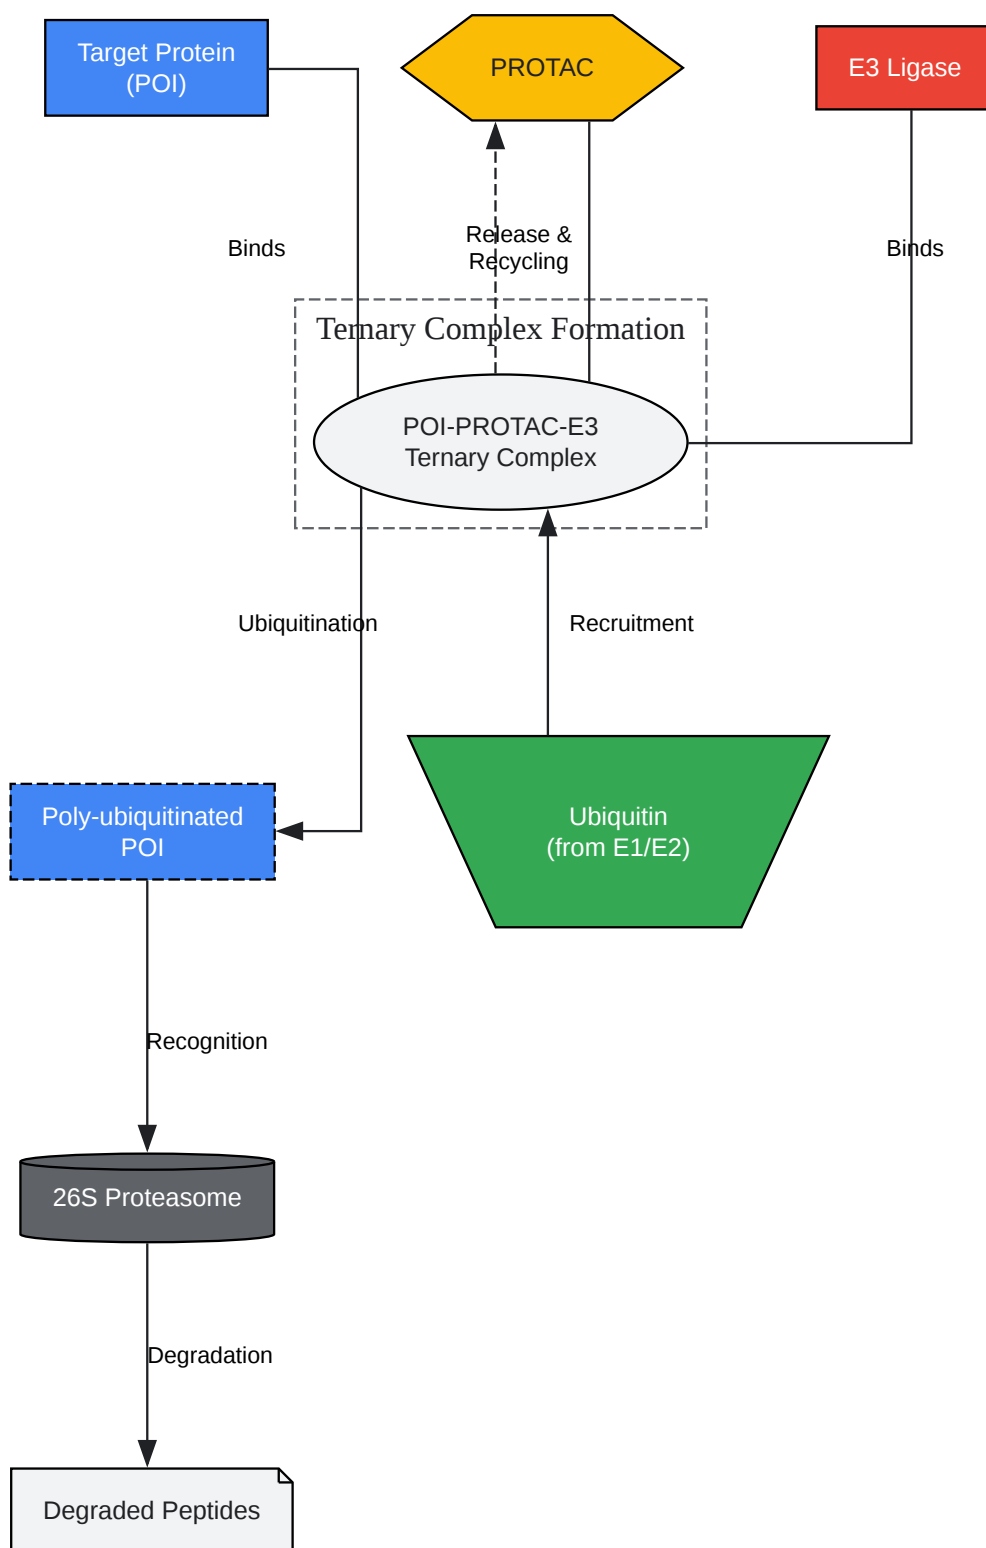 Target Protein
(POI)
PROTAC
E3 Ligase
Binds
Release &
Recycling
Binds
Ternary Complex Formation
POI-PROTAC-E3
Ternary Complex
Ubiquitination
Recruitment
Poly-ubiquitinated
POI
Ubiquitin
(from E1/E2)
Recognition
26S Proteasome
Degradation
Degraded Peptides